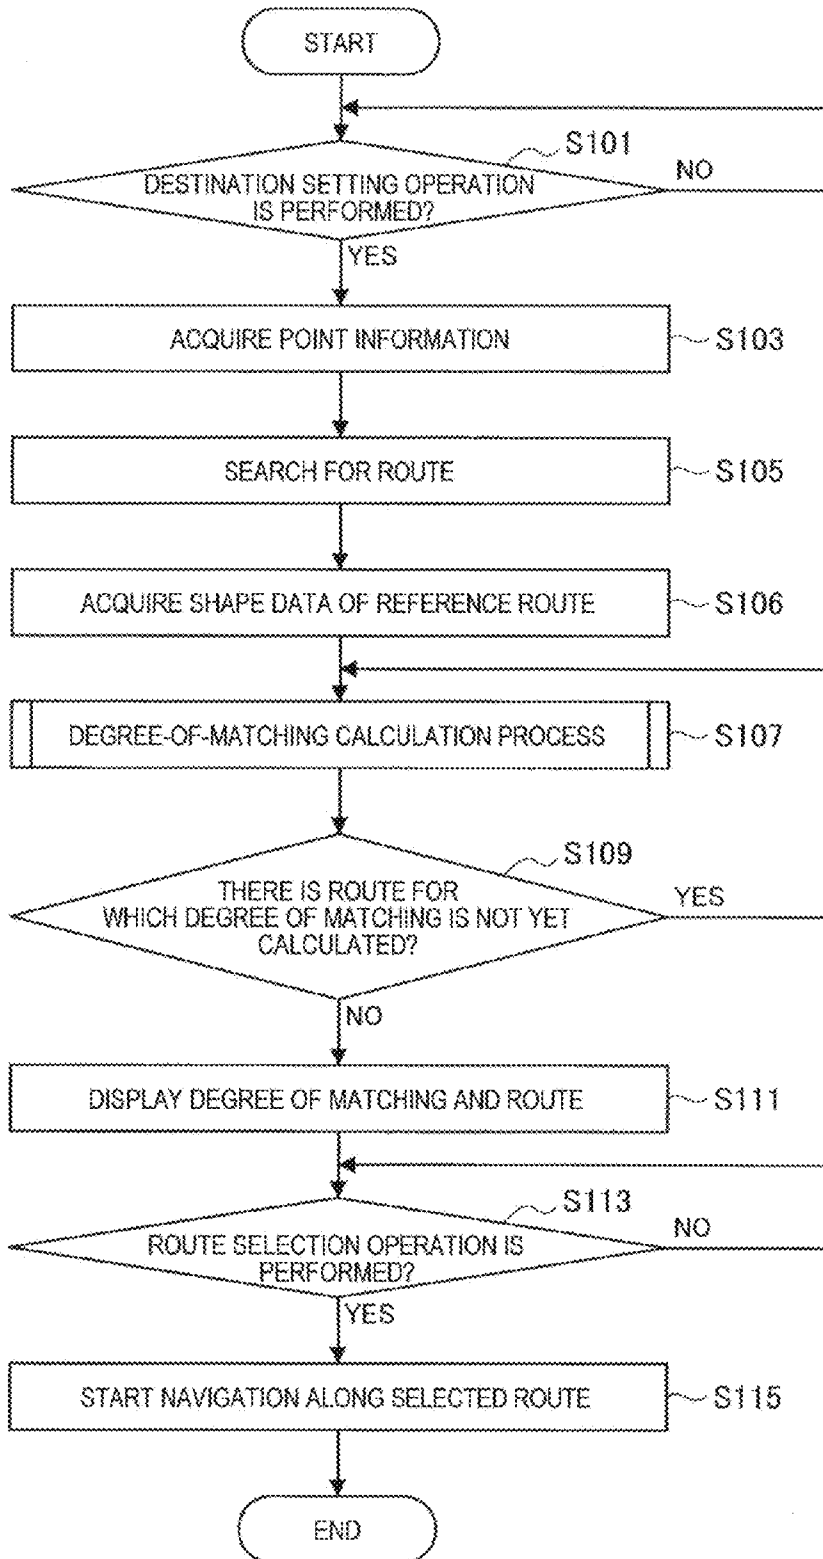 START
S101
DESTINATION SETTING OPERATION
IS PERFORMED?
NO
YES
ACQUIRE POINT INFORMATION
S103
SEARCH FOR ROUTE
S105
ACQUIRE SHAPE DATA OF REFERENCE ROUTE
S106
DEGREE-OF-MATCHING CALCULATION PROCESS
S107
S109
THERE IS ROUTE FOR
WHICH DEGREE OF MATCHING IS NOT YET
CALCULATED?
YES
NO
DISPLAY DEGREE OF MATCHING AND ROUTE
S111
S113
ROUTE SELECTION OPERATION IS
PERFORMED?
NO
YES
START NAVIGATION ALONG SELECTED ROUTE
S115
END